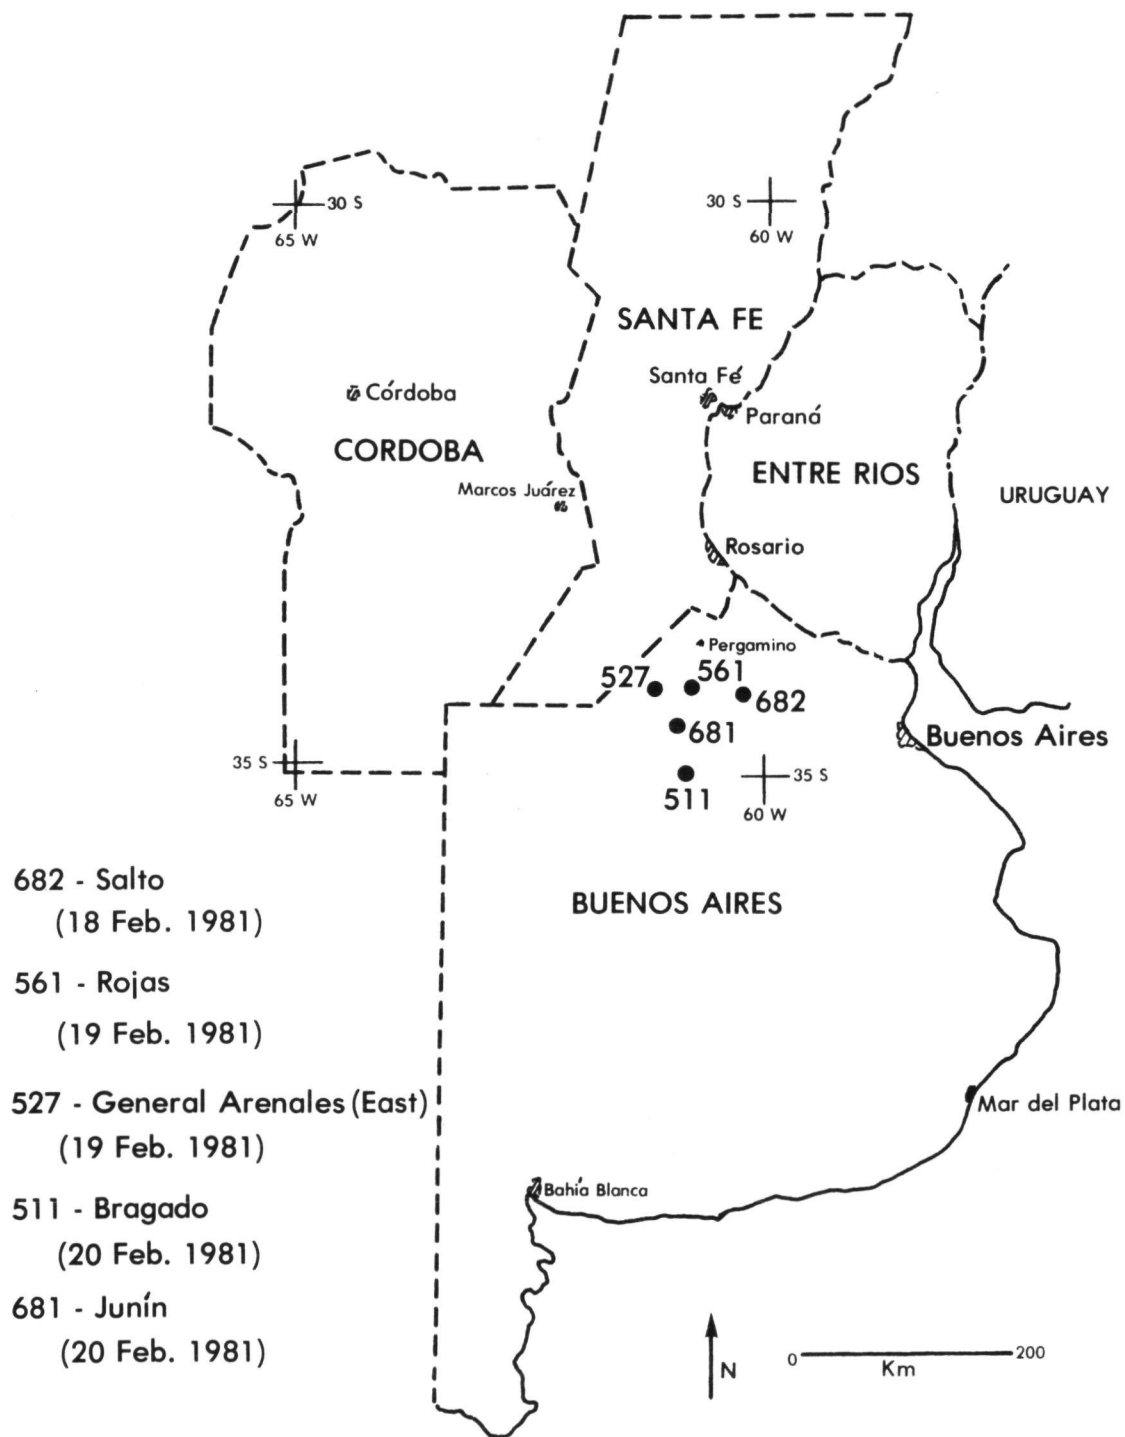 30 S
65 W
30 S
60 W
SANTA FE
Santa Fé
Paraná
Córdoba
CORDOBA
Marcos Juárez
ENTRE RIOS
URUGUAY
Rosario
Pergamino
527
561
682
681
Buenos Aires
35 S
65 W
511
35 S
60 W
BUENOS AIRES
682 - Salto
(18 Feb. 1981)
561 - Rojas
(19 Feb. 1981)
527 - General Arenales (East)
(19 Feb. 1981)
511 - Bragado
(20 Feb. 1981)
681 - Junín
(20 Feb. 1981)
Mar del Plata
Bahía Blanca
N
0 200
Km